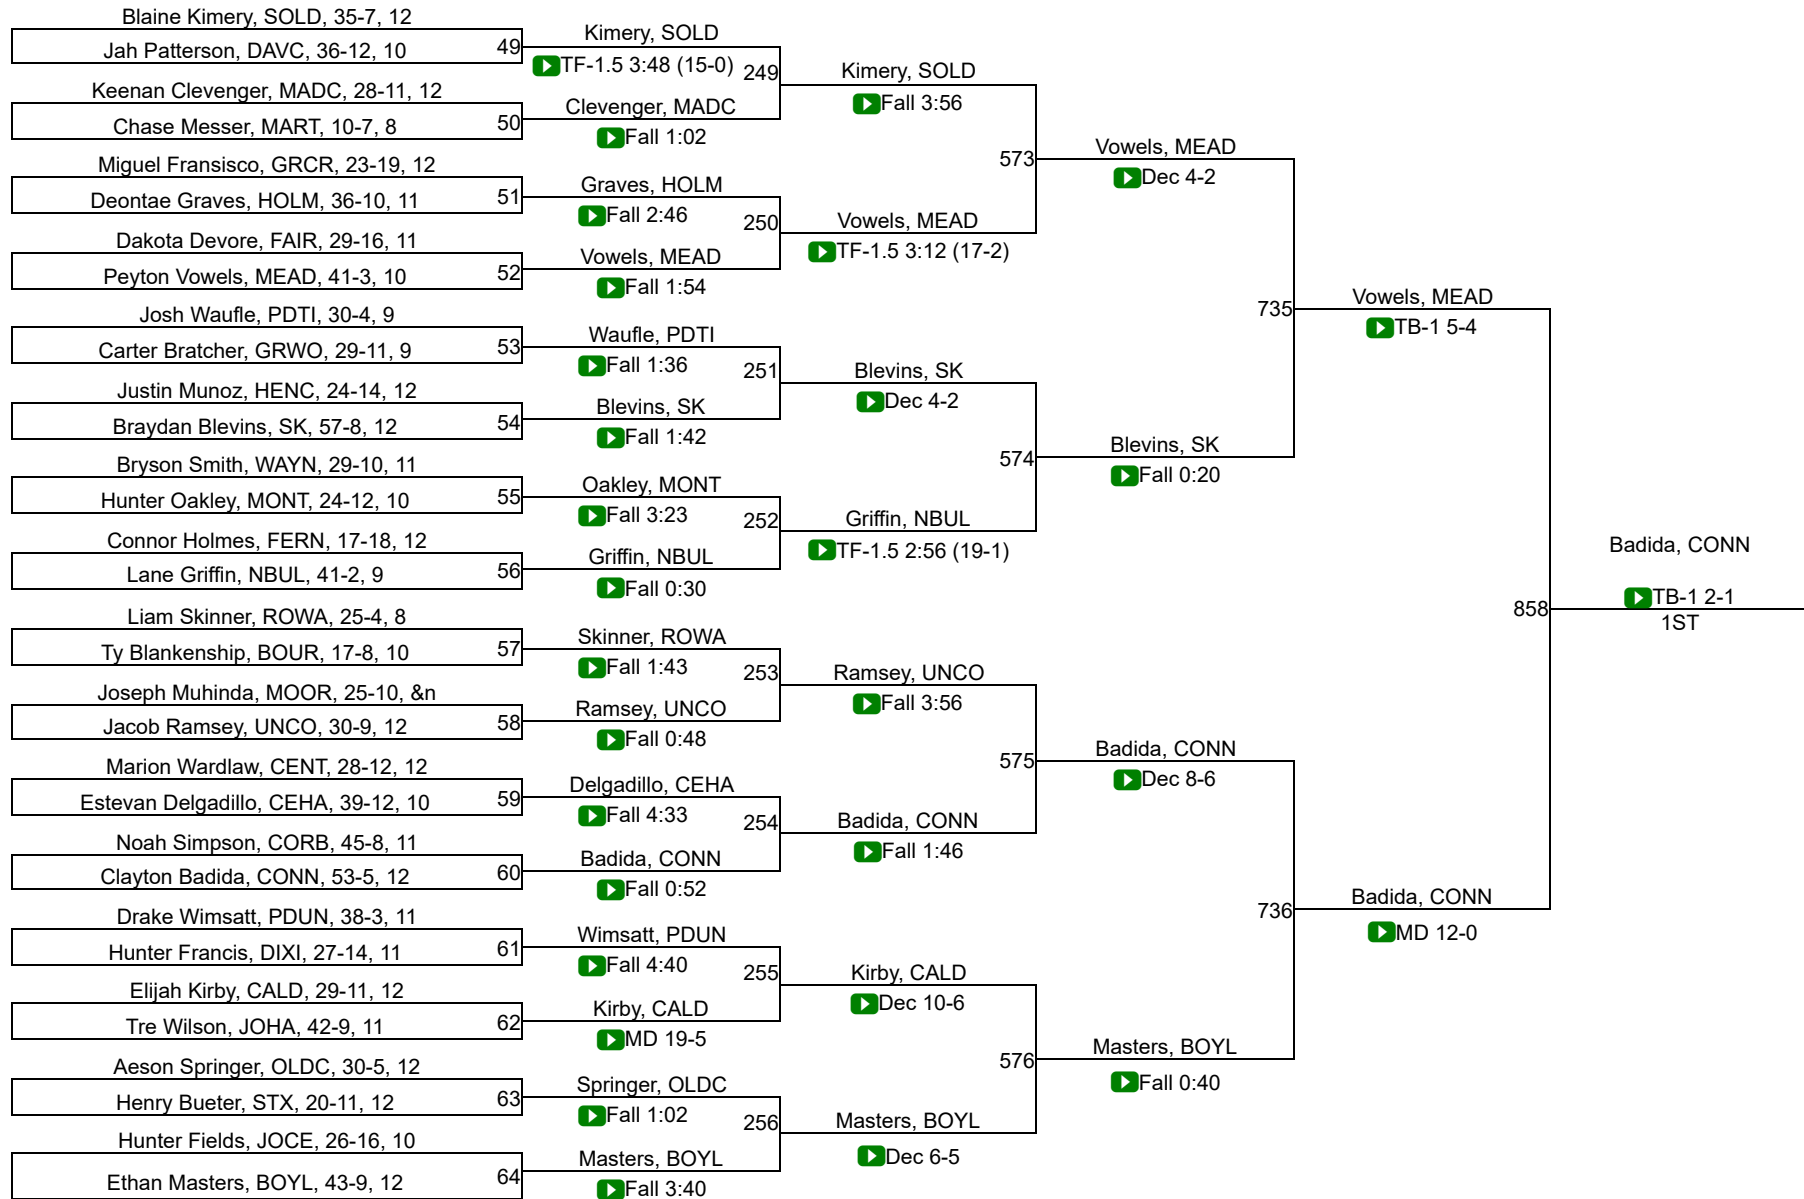 Blaine Kimery, SOLD, 35-7, 12
Jah Patterson, DAVC, 36-12, 10
49
Keenan Clevenger, MADC, 28-11, 12
Chase Messer, MART, 10-7, 8
50
Miguel Fransisco, GRCR, 23-19, 12
Deontae Graves, HOLM, 36-10, 11
51
Dakota Devore, FAIR, 29-16, 11
Peyton Vowels, MEAD, 41-3, 10
52
Josh Waufle, PDTI, 30-4, 9
Carter Bratcher, GRWO, 29-11, 9
53
Justin Munoz, HENC, 24-14, 12
Braydan Blevins, SK, 57-8, 12
54
Bryson Smith, WAYN, 29-10, 11
Hunter Oakley, MONT, 24-12, 10
55
Connor Holmes, FERN, 17-18, 12
Lane Griffin, NBUL, 41-2, 9
56
Liam Skinner, ROWA, 25-4, 8
Ty Blankenship, BOUR, 17-8, 10
57
Joseph Muhinda, MOOR, 25-10, &n
Jacob Ramsey, UNCO, 30-9, 12
58
Marion Wardlaw, CENT, 28-12, 12
Estevan Delgadillo, CEHA, 39-12, 10
59
Noah Simpson, CORB, 45-8, 11
Clayton Badida, CONN, 53-5, 12
60
Drake Wimsatt, PDUN, 38-3, 11
Hunter Francis, DIXI, 27-14, 11
61
Elijah Kirby, CALD, 29-11, 12
Tre Wilson, JOHA, 42-9, 11
62
Aeson Springer, OLDC, 30-5, 12
Henry Bueter, STX, 20-11, 12
63
Hunter Fields, JOCE, 26-16, 10
Ethan Masters, BOYL, 43-9, 12
64
Kimery, SOLD
TF-1.5 3:48 (15-0)
249
Clevenger, MADC
Fall 1:02
Graves, HOLM
Fall 2:46
250
Vowels, MEAD
Fall 1:54
Waufle, PDTI
Fall 1:36
251
Blevins, SK
Fall 1:42
Oakley, MONT
Fall 3:23
252
Griffin, NBUL
Fall 0:30
Skinner, ROWA
Fall 1:43
253
Ramsey, UNCO
Fall 0:48
Delgadillo, CEHA
Fall 4:33
254
Badida, CONN
Fall 0:52
Wimsatt, PDUN
Fall 4:40
255
Kirby, CALD
MD 19-5
Springer, OLDC
Fall 1:02
256
Masters, BOYL
Fall 3:40
Kimery, SOLD
Fall 3:56
573
Vowels, MEAD
TF-1.5 3:12 (17-2)
Blevins, SK
Dec 4-2
574
Griffin, NBUL
TF-1.5 2:56 (19-1)
Ramsey, UNCO
Fall 3:56
575
Badida, CONN
Fall 1:46
Kirby, CALD
Dec 10-6
576
Masters, BOYL
Dec 6-5
Vowels, MEAD
Dec 4-2
735
Blevins, SK
Fall 0:20
Badida, CONN
Dec 8-6
736
Masters, BOYL
Fall 0:40
Vowels, MEAD
TB-1 5-4
858
Badida, CONN
MD 12-0
Badida, CONN
TB-1 2-1
1ST